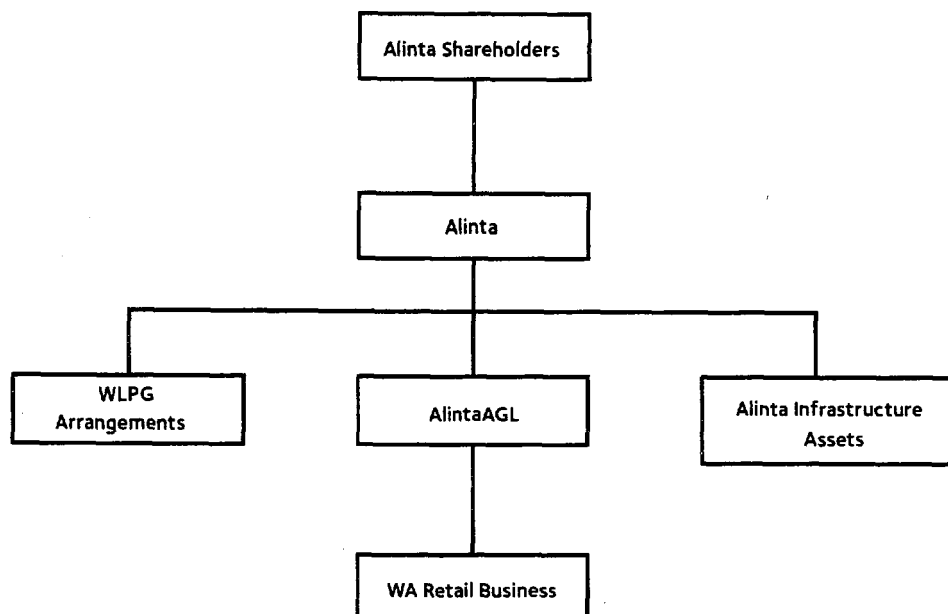 Alinta Shareholders
Alinta
WLPG
Arrangements
AlintaAGL
Alinta Infrastructure
Assets
WA Retail Business